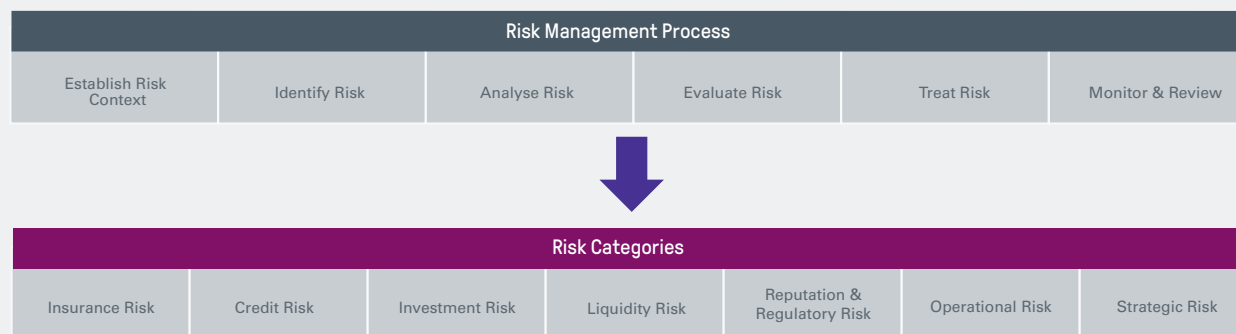 Risk Management Process
Establish Risk
Context
Identify Risk
Analyse Risk
Evaluate Risk
Treat Risk
Monitor & Review
Risk Categories
Insurance Risk
Credit Risk
Investment Risk
Liquidity Risk
Reputation &
Regulatory Risk
Operational Risk
Strategic Risk